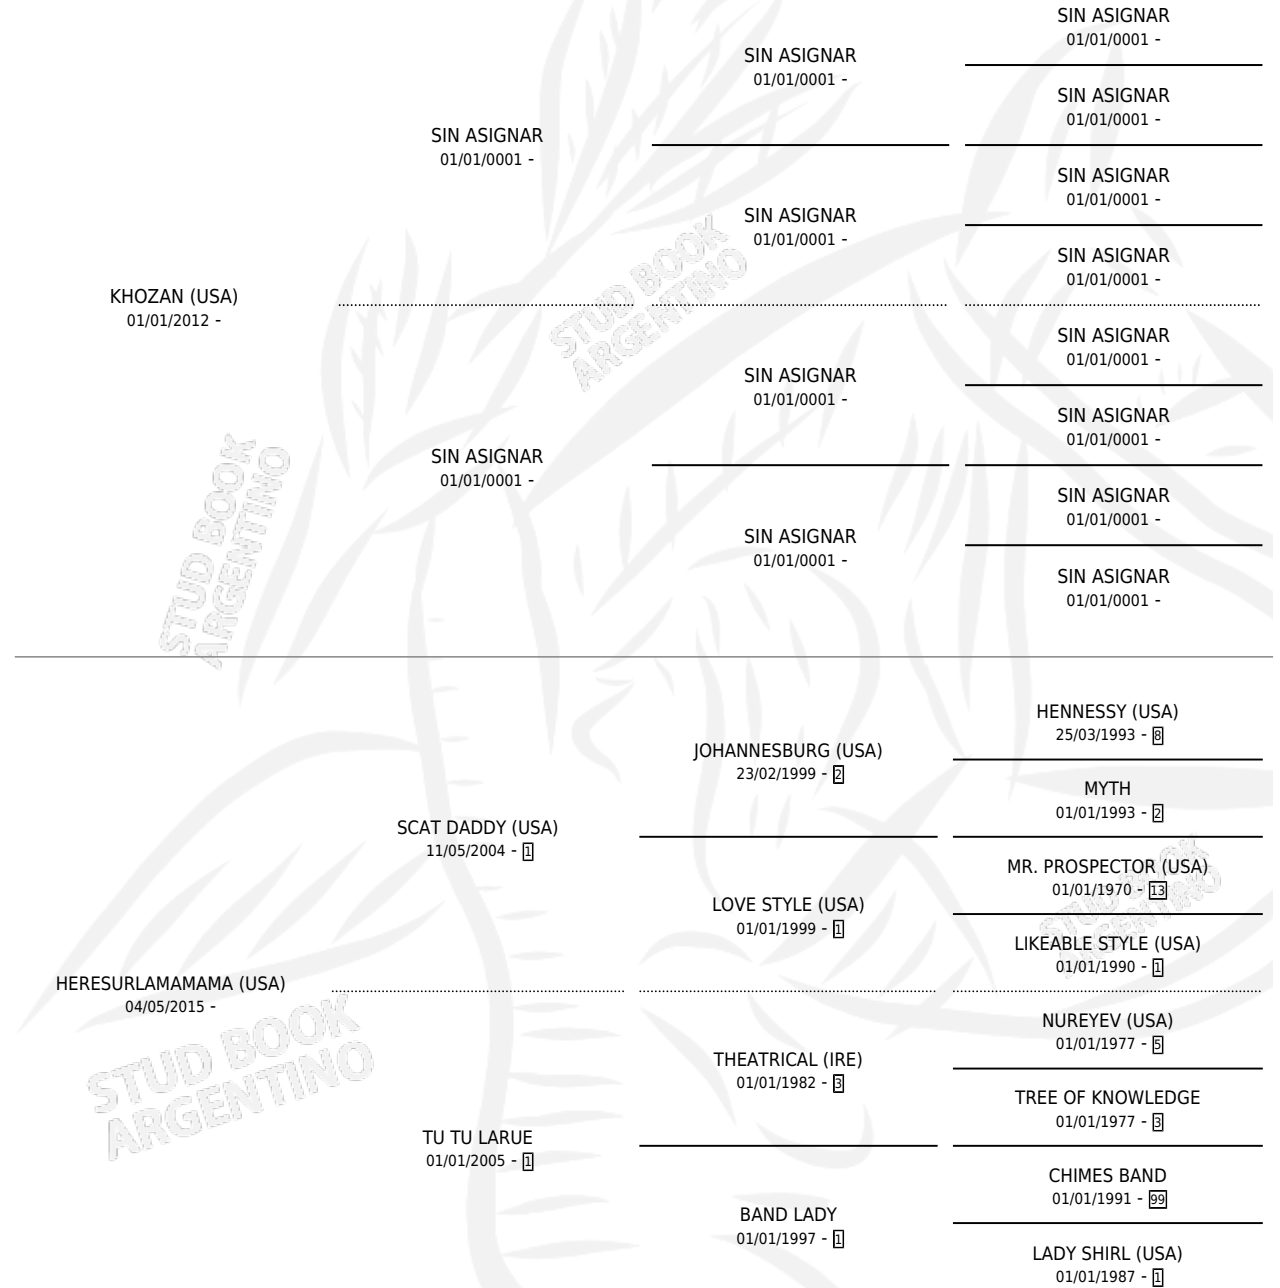 SIN ASIGNAR
01/01/0001 -
SIN ASIGNAR
01/01/0001 -
SIN ASIGNAR
01/01/0001 -
SIN ASIGNAR
01/01/0001 -
SIN ASIGNAR
01/01/0001 -
SIN ASIGNAR
01/01/0001 -
SIN ASIGNAR
01/01/0001 -
KHOZAN (USA)
01/01/2012 -
SIN ASIGNAR
01/01/0001 -
SIN ASIGNAR
01/01/0001 -
SIN ASIGNAR
01/01/0001 -
SIN ASIGNAR
01/01/0001 -
SIN ASIGNAR
01/01/0001 -
SIN ASIGNAR
01/01/0001 -
SIN ASIGNAR
01/01/0001 -
STUD BOOK
ARGENTINO
STUD BOOK
ARGENTINO
HENNESSY (USA)
25/03/1993 - 8
JOHANNESBURG (USA)
23/02/1999 - 2
MYTH
01/01/1993 - 2
SCAT DADDY (USA)
11/05/2004 - 1
MR. PROSPECTOR (USA)
01/01/1970 - 13
LOVE STYLE (USA)
01/01/1999 - 1
LIKEABLE STYLE (USA)
01/01/1990 - 1
STUD BOOK
ARGENTINO
HERESURLAMAMAMA (USA)
04/05/2015 -
NUREYEV (USA)
01/01/1977 - 5
THEATRICAL (IRE)
01/01/1982 - 3
TREE OF KNOWLEDGE
01/01/1977 - 3
STUD BOOK
ARGENTINO
TU TU LARUE
01/01/2005 - 1
CHIMES BAND
01/01/1991 - 99
BAND LADY
01/01/1997 - 1
LADY SHIRL (USA)
01/01/1987 - 1